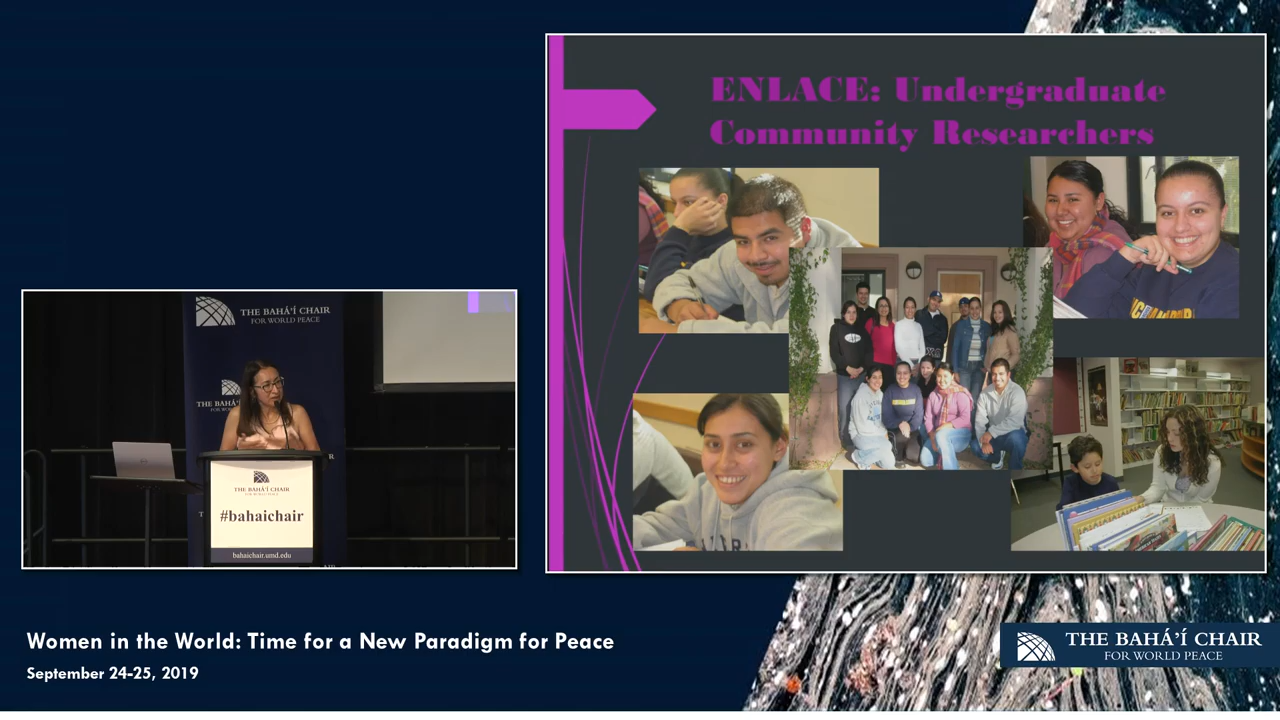 ENLACE: Undergraduate
Community Researchers
THE BAHÁ'Í CHAIR
FOR WORLD PEACE
THE BAHÁ'Í
THE BAHÁ'Í CHAIR
FOR WORLD PEACE
#bahaichair
bahaichair.umd.edu
Women in the World: Time for a New Paradigm for Peace
September 24-25, 2019
THE BAHÁ'Í CHAIR
FOR WORLD PEACE